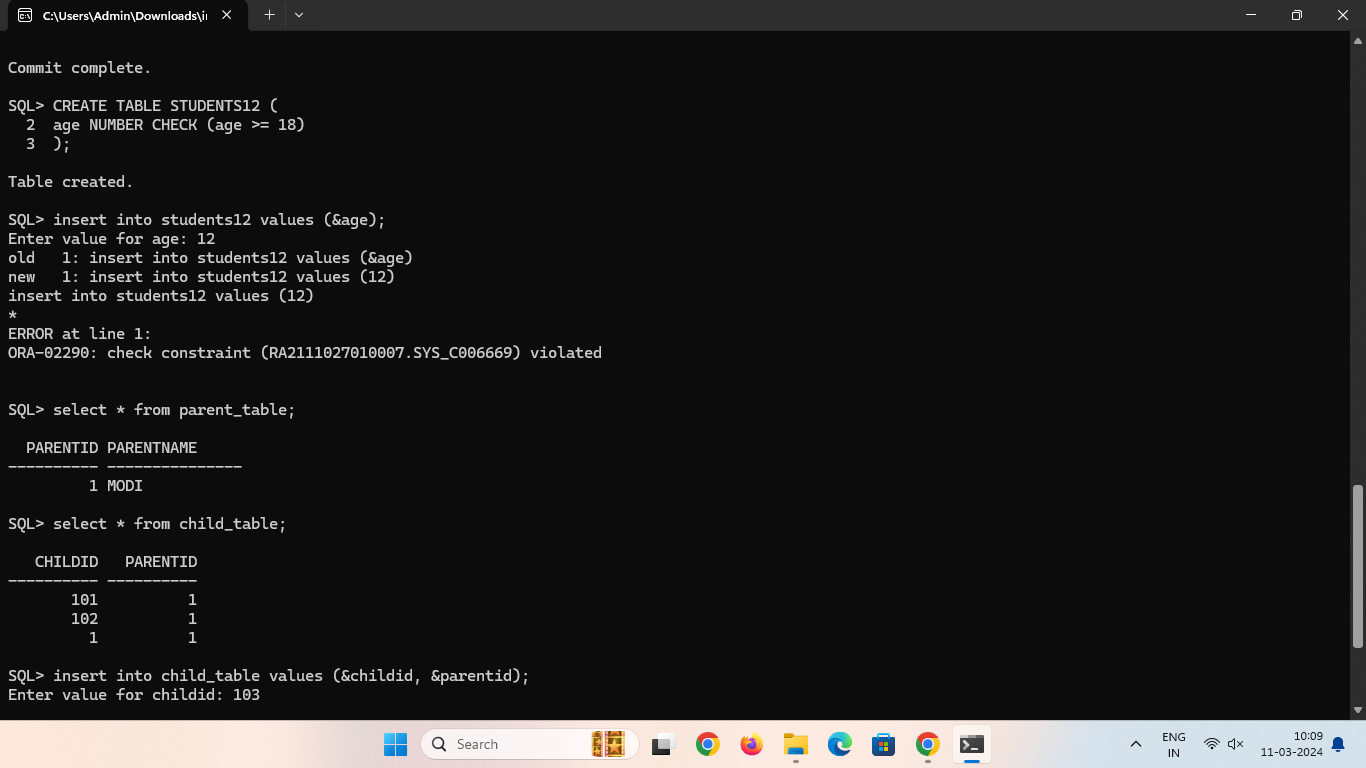 C:\Users\Admin\Downloads\i
Commit complete.
SQL> CREATE TABLE STUDENTS12 (
  2  age NUMBER CHECK (age >= 18)
  3  );
Table created.
SQL> insert into students12 values (&age);
Enter value for age: 12
old   1: insert into students12 values (&age)
new   1: insert into students12 values (12)
insert into students12 values (12)
*
ERROR at line 1:
ORA-02290: check constraint (RA2111027010007.SYS_C006669) violated
SQL> select * from parent_table;
  PARENTID PARENTNAME
---------- ---------------
         1 MODI
SQL> select * from child_table;
   CHILDID   PARENTID
---------- ----------
       101          1
       102          1
         1          1
SQL> insert into child_table values (&childid, &parentid);
Enter value for childid: 103
Search
ENG
IN
10:09
11-03-2024